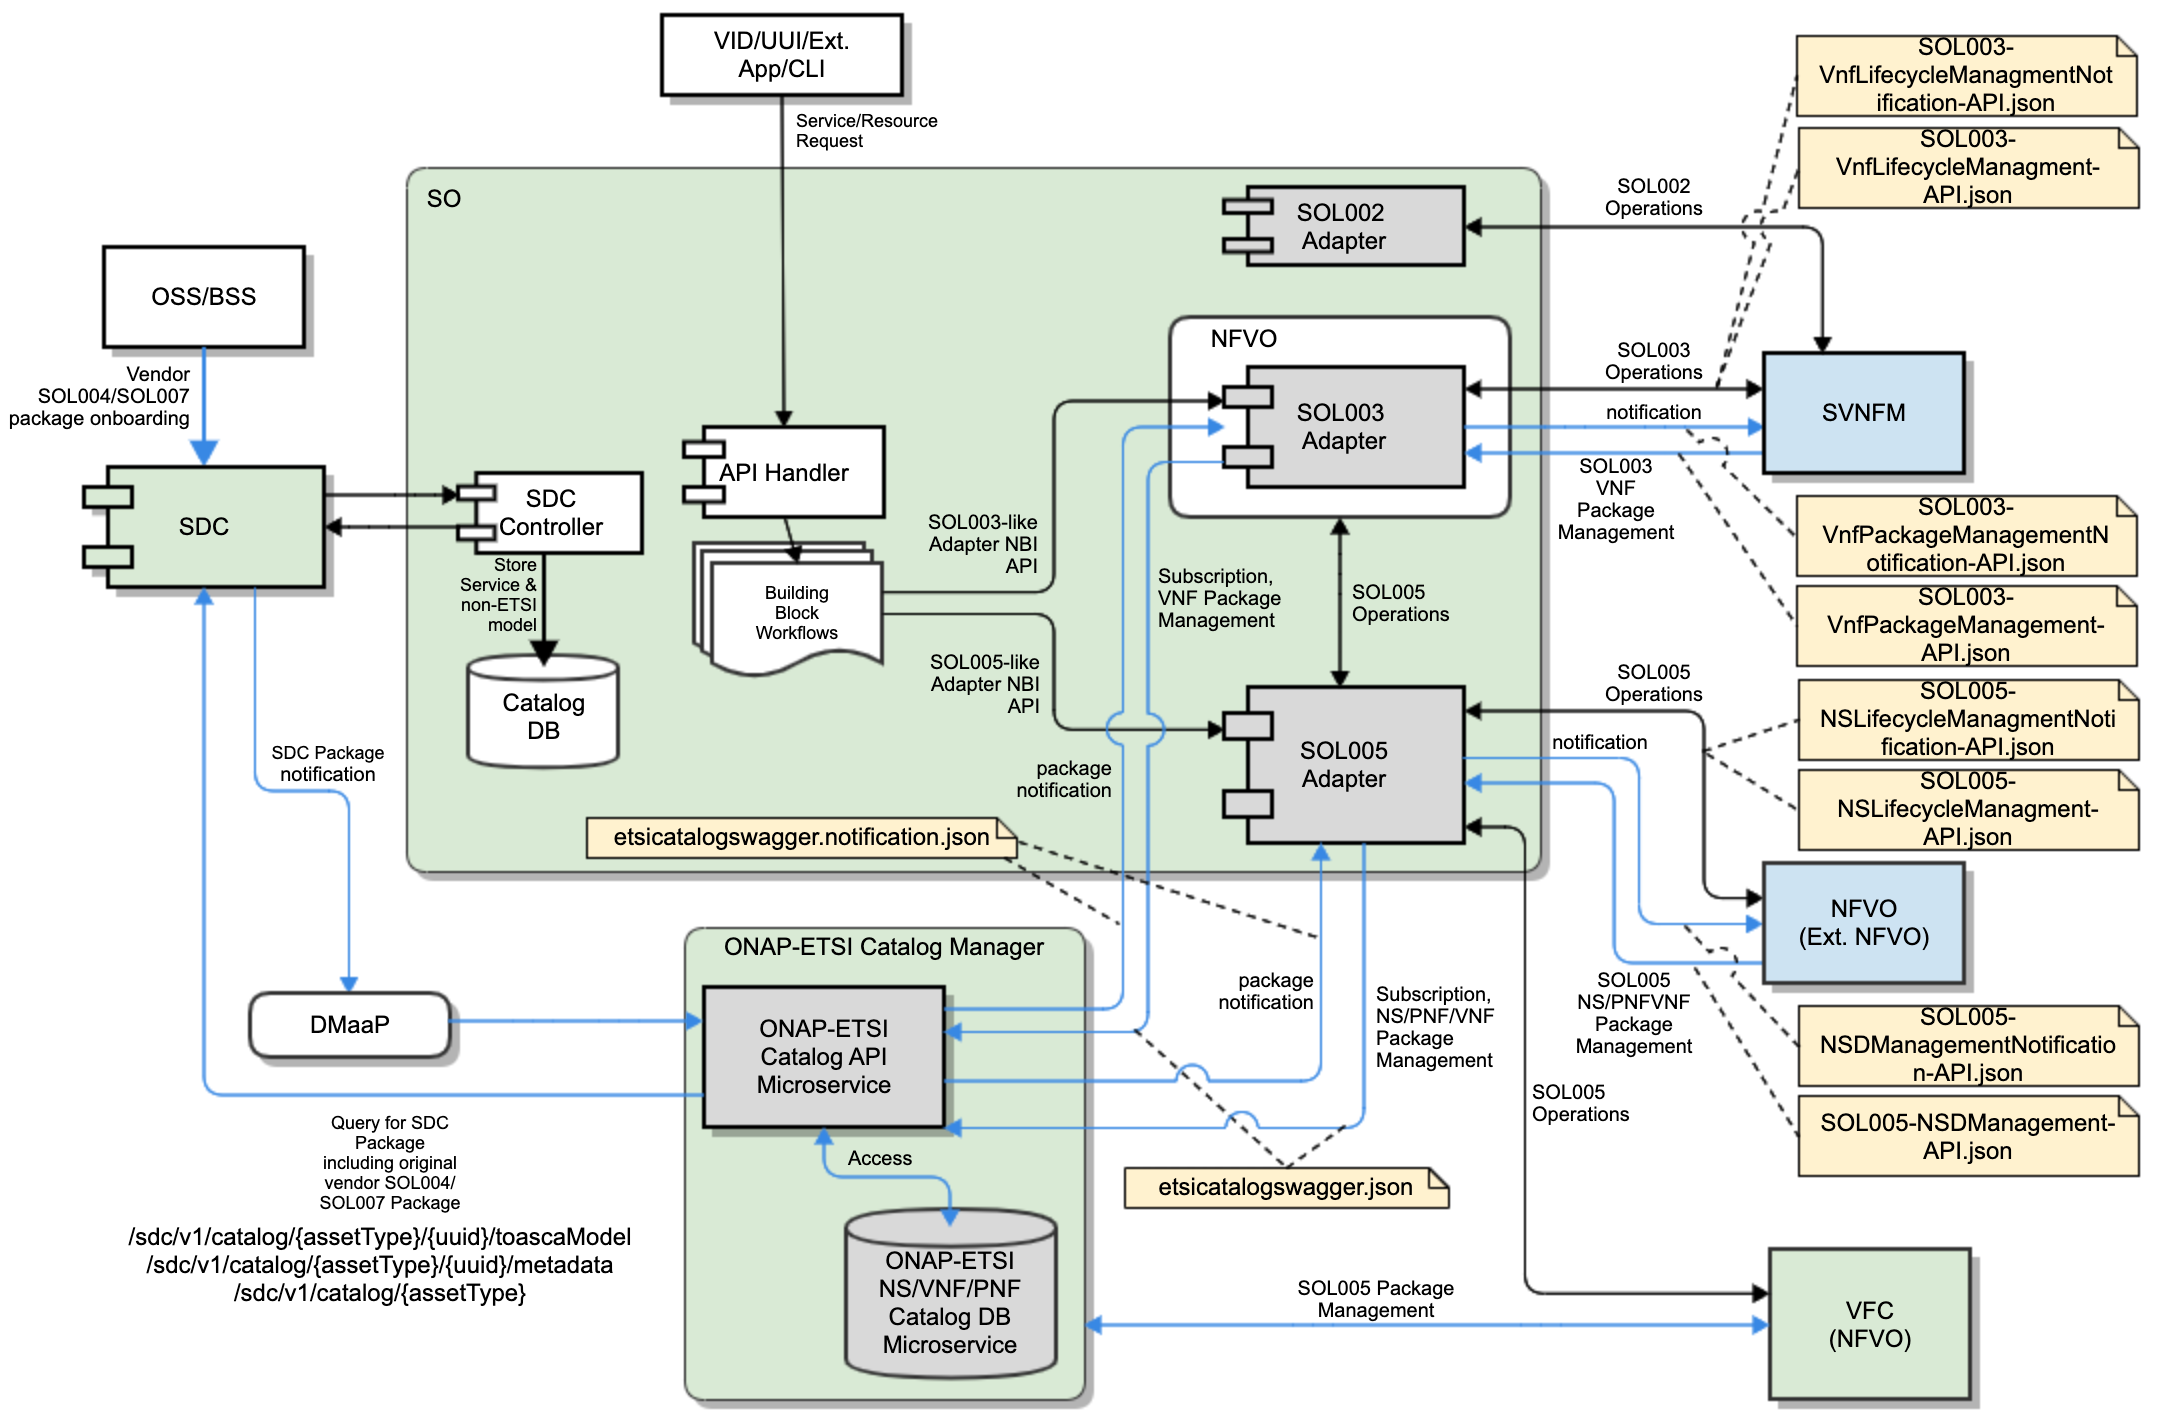 VID/UUI/Ext.
App/CLI
Service/Resource
Request
SOL003-
VnfLifecycleManagmentNot
ification-API.json
SOL003-
VnfLifecycleManagment-
API.json
SO
SOL002
Adapter
SOL002
Operations
OSS/BSS
Vendor
SOL004/SOL007
package onboarding
NFVO
SOL003
Adapter
SOL003
Operations
notification
SOL003
VNF
Package
Management
SVNFM
SDC
SDC
Controller
API Handler
Store
Service &
non-ETSI
model
Catalog
DB
Building
Block
Workflows
SOL003-like
Adapter NBI
API
SOL005-like
Adapter NBI
API
Subscription,
VNF Package
Management
SOL005
Operations
SOL003-
VnfPackageManagementN
otification-API.json
SOL003-
VnfPackageManagement-
API.json
SOL005
Operations
SOL005-
NSLifecycleManagmentNoti
fication-API.json
SOL005-
NSLifecycleManagment-
API.json
SDC Package
notification
package
notification
SOL005
Adapter
notification
etsicatalogswagger.notification.json
NFVO
(Ext. NFVO)
ONAP-ETSI Catalog Manager
DMaaP
ONAP-ETSI
Catalog API
Microservice
package
notification
Subscription,
NS/PNF/VNF
Package
Management
SOL005
NS/PNFVNF
Package
Management
SOL005-
NSDManagementNotificatio
n-API.json
SOL005-NSDManagement-
API.json
SOL005
Operations
Query for SDC
Package
including original
vendor SOL004/
SOL007 Package
/sdc/v1/catalog/{assetType}/{uuid}/toascaModel
/sdc/v1/catalog/{assetType}/{uuid}/metadata
/sdc/v1/catalog/{assetType}
Access
etsicatalogswagger.json
ONAP-ETSI
NS/VNF/PNF
Catalog DB
Microservice
SOL005 Package
Management
VFC
(NFVO)